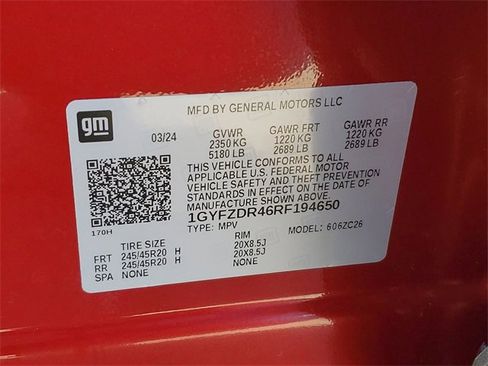 gm
MFD BY GENERAL MOTORS LLC
03/24 GVWR GAWR FRT GAWR RR
2350 KG 1220 KG 1220 KG
5180 LB 2689 LB 2689 LB
THIS VEHICLE CONFORMS TO ALL
APPLICABLE U.S. FEDERAL MOTOR
VEHICLE SAFETY AND THEFT PREVENTION
STANDARDS IN EFFECT ON THE DATE OF
MANUFACTURE SHOWN ABOVE.
1GYFZDR46RF194650
170H TYPE: MPV MODEL: 606ZC26
TIRE SIZE RIM
FRT 245/45R20 H 20X8.5J
RR 245/45R20 H 20X8.5J
SPA NONE NONE